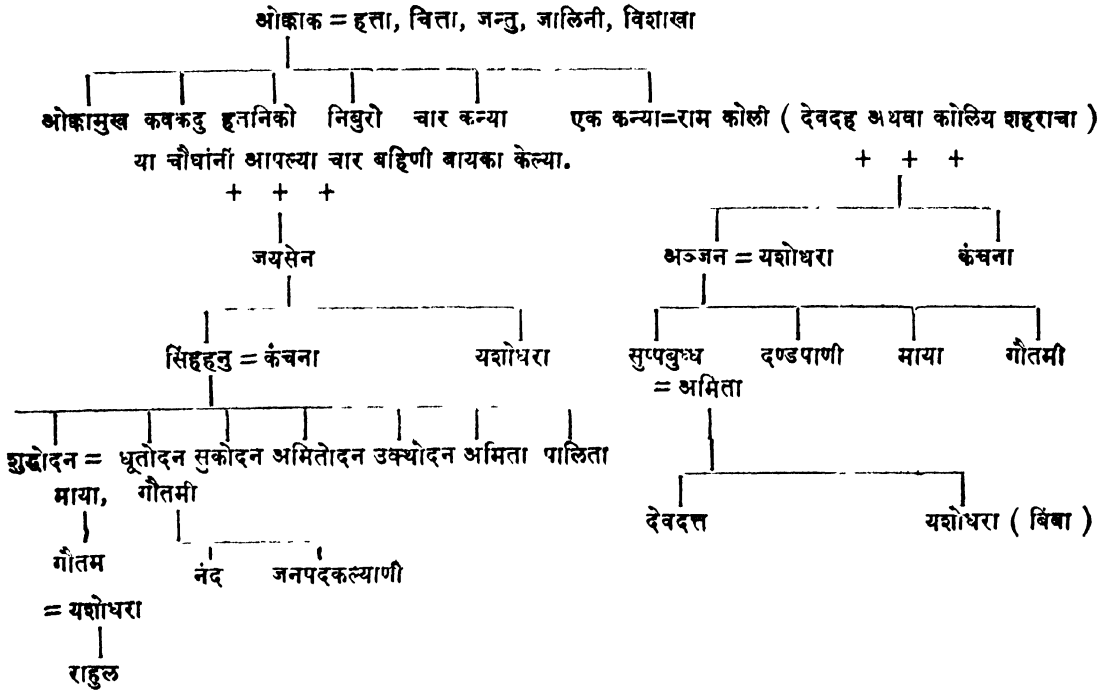 ओक्काक = हत्ता, चित्ता, जन्तु, जालिनी, विशाखा
ओक्कामुख कवकदु हतनिको निबुरो चार कन्या एक कन्या=राम कोली ( देवदह अथवा कोलिय शहराचा )
या चौघांनीं आपल्या चार बहिणी बायका केल्या. + + +
+ + +
जयसेन अञ्जन = यशोधरा कंचना
सिंहहनु = कंचना यशोधरा सुप्पबुध्ध दण्डपाणी माया गौतमी
= अमिता
शुद्धोदन = धूतोदन सुकोदन अमितोदन उक्थोदन अमिता पालिता
माया, गौतमी देवदत्त यशोधरा ( बिंबा )
गौतम नंद जनपदकल्याणी
= यशोधरा
राहुल